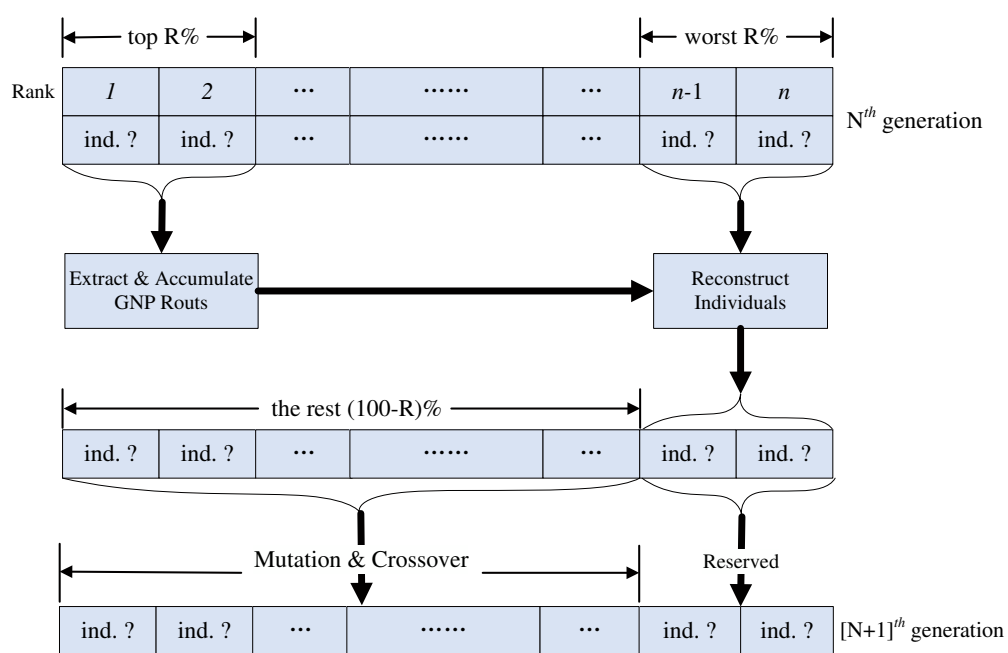 top R% worst R%
Rank 1 2 ... ...... ... n-1 n
ind. ? ind. ? ... ...... ... ind. ? ind. ?
N^th generation
Extract & Accumulate
GNP Routs
Reconstruct
Individuals
the rest (100-R)%
ind. ? ind. ? ... ...... ... ind. ? ind. ?
Mutation & Crossover
Reserved
ind. ? ind. ? ... ...... ... ind. ? ind. ? [N+1]^th generation